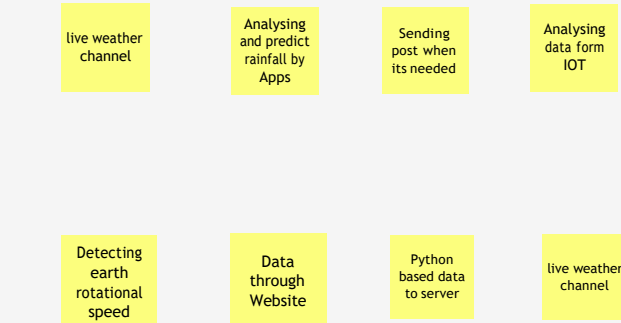 live weather
channel
Analysing
and predict
rainfall by
Apps
Sending
post when
its needed
Analysing
data form
IOT
Detecting
earth
rotational
speed
Data
through
Website
Python
based data
to server
live weather
channel